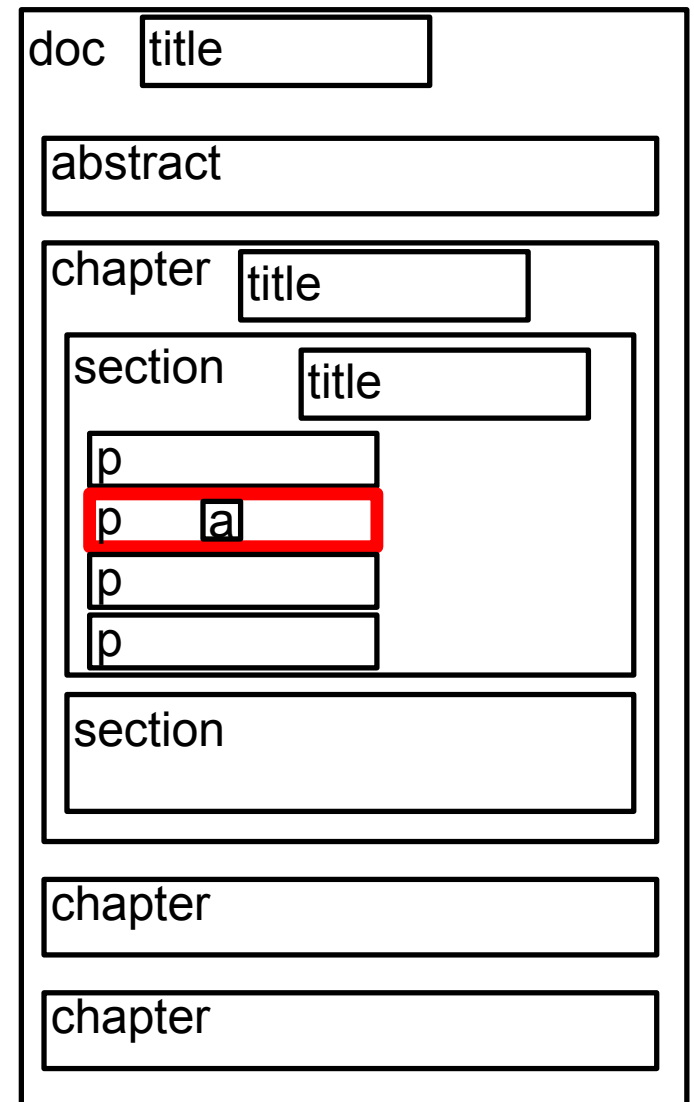 doc title
abstract
chapter title
section title
p
p a
p
p
section
chapter
chapter